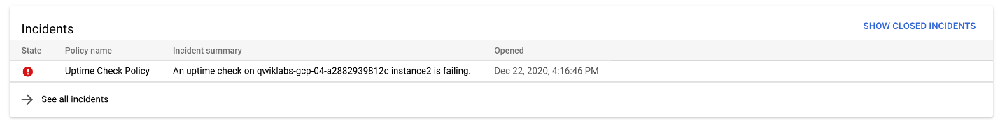 Incidents
SHOW CLOSED INCIDENTS
State Policy name Incident summary Opened
Uptime Check Policy An uptime check on qwiklabs-gcp-04-a2882939812c instance2 is failing. Dec 22, 2020, 4:16:46 PM
See all incidents